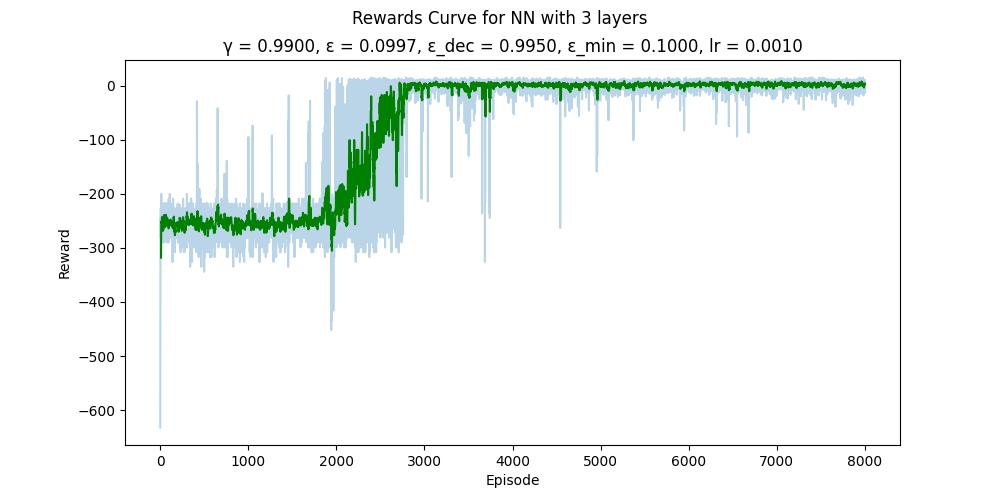 Rewards Curve for NN with 3 layers
γ = 0.9900, ε = 0.0997, ε_dec = 0.9950, ε_min = 0.1000, lr = 0.0010
0
−100
−200
−300
−400
−500
−600
Reward
0 1000 2000 3000 4000 5000 6000 7000 8000
Episode